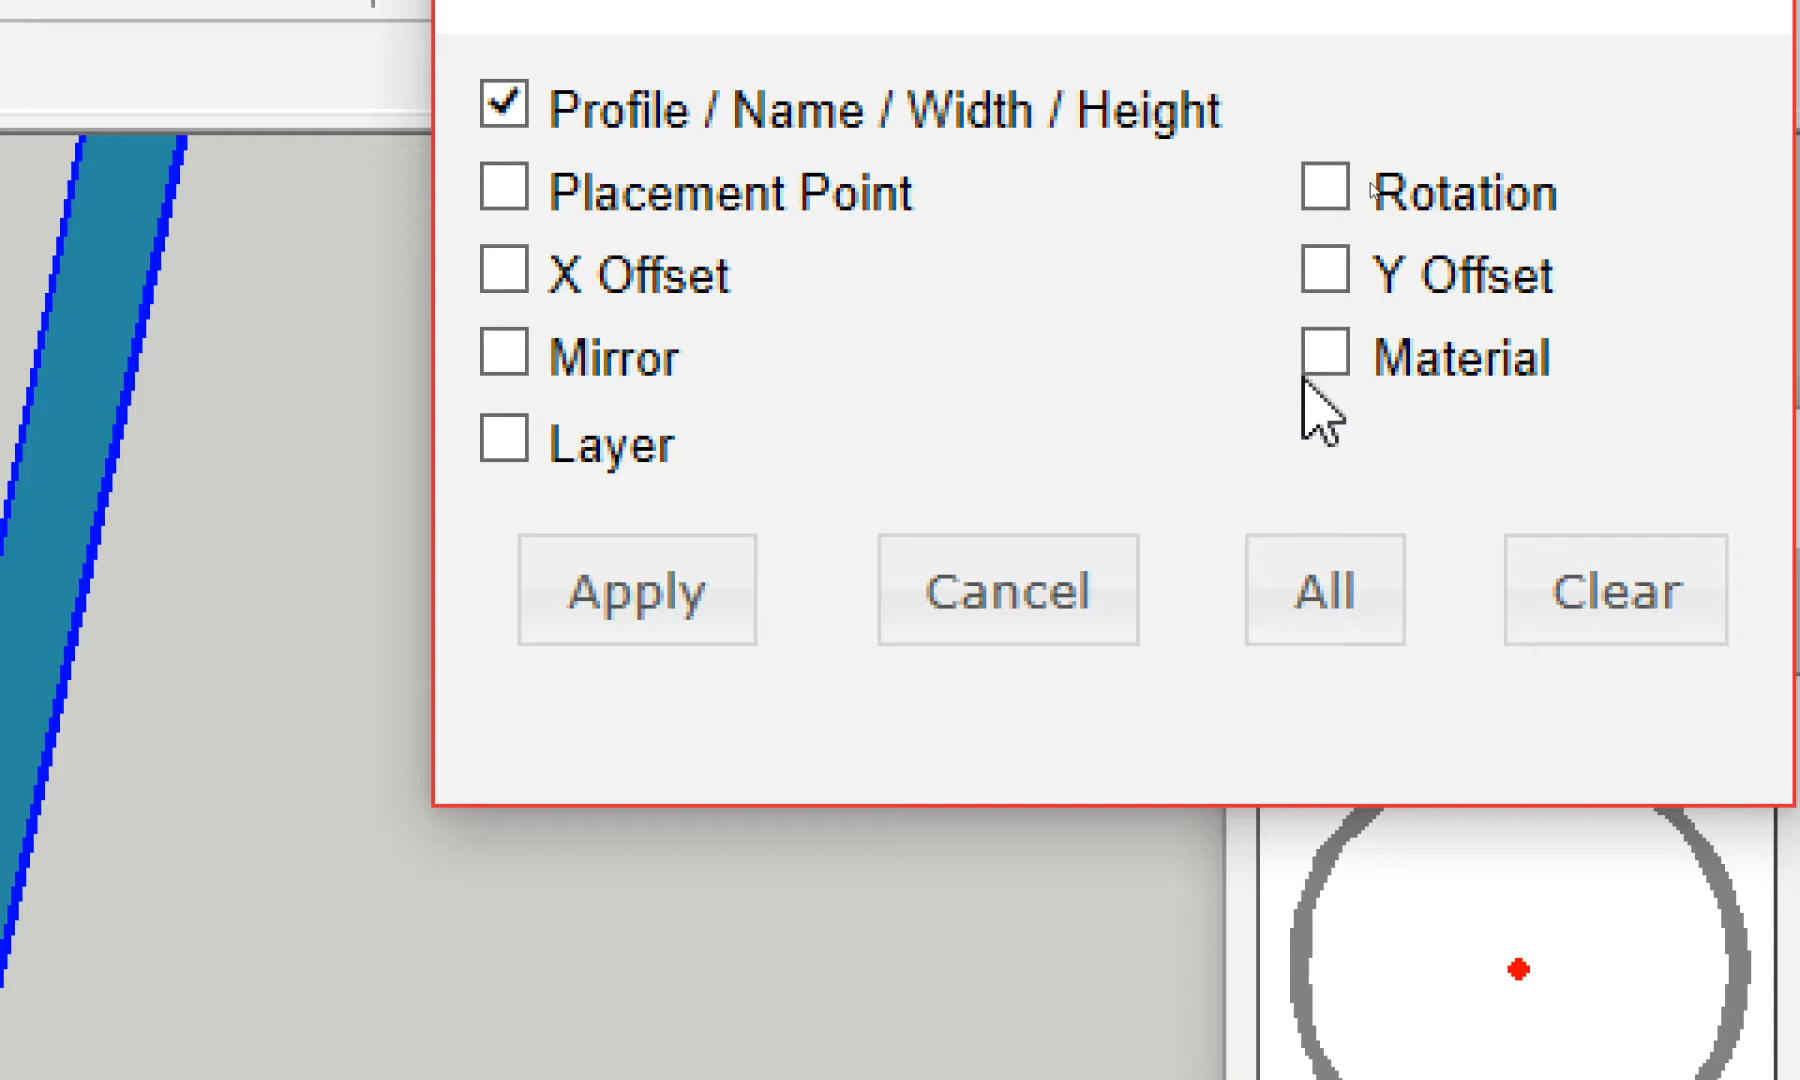 Profile / Name / Width / Height
Placement Point Rotation
X Offset Y Offset
Mirror Material
Layer
Apply Cancel All Clear